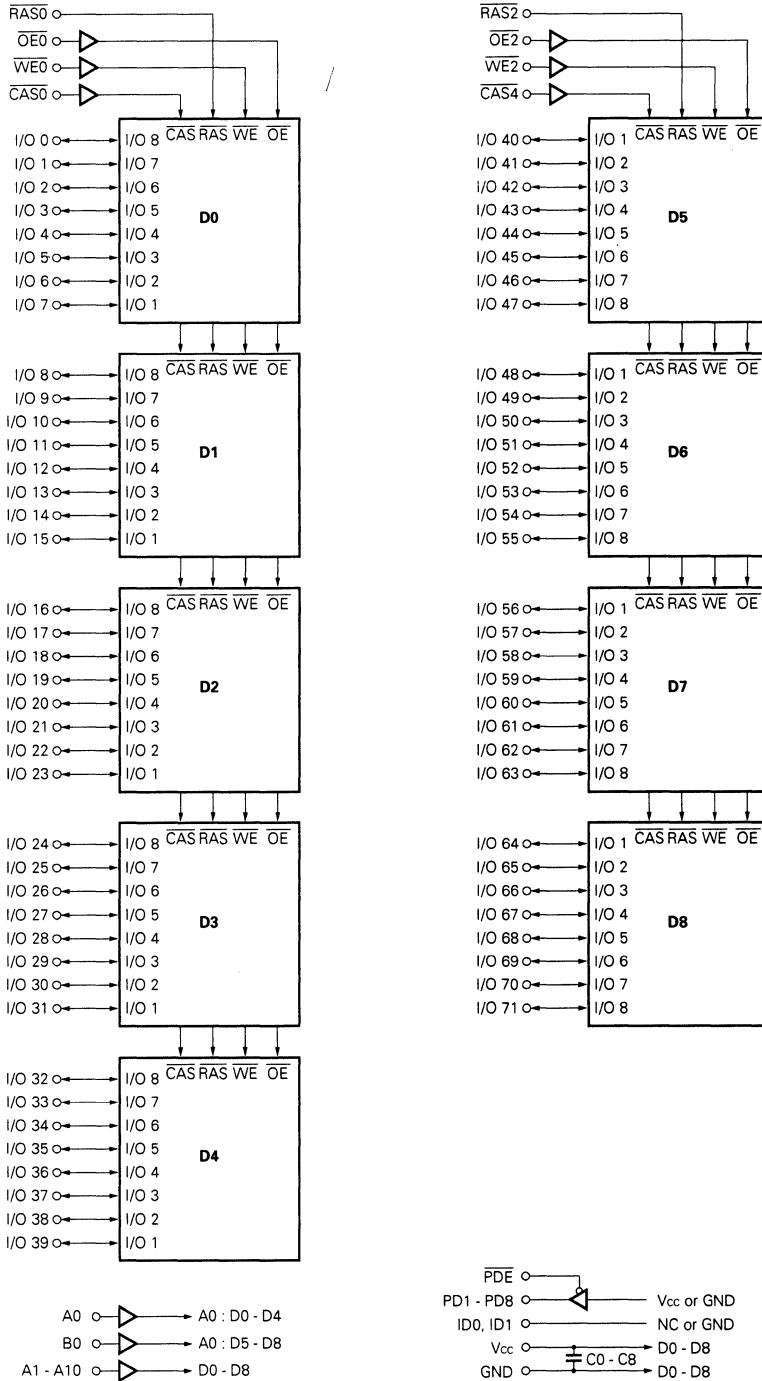 RAS0
OE0
WE0
CAS0
CAS RAS WE OE
I/O 0 I/O 8
I/O 1 I/O 7
I/O 2 I/O 6
I/O 3 I/O 5
I/O 4 I/O 4
I/O 5 I/O 3
I/O 6 I/O 2
I/O 7 I/O 1
D0
CAS RAS WE OE
I/O 8 I/O 8
I/O 9 I/O 7
I/O 10 I/O 6
I/O 11 I/O 5
I/O 12 I/O 4
I/O 13 I/O 3
I/O 14 I/O 2
I/O 15 I/O 1
D1
CAS RAS WE OE
I/O 16 I/O 8
I/O 17 I/O 7
I/O 18 I/O 6
I/O 19 I/O 5
I/O 20 I/O 4
I/O 21 I/O 3
I/O 22 I/O 2
I/O 23 I/O 1
D2
CAS RAS WE OE
I/O 24 I/O 8
I/O 25 I/O 7
I/O 26 I/O 6
I/O 27 I/O 5
I/O 28 I/O 4
I/O 29 I/O 3
I/O 30 I/O 2
I/O 31 I/O 1
D3
CAS RAS WE OE
I/O 32 I/O 8
I/O 33 I/O 7
I/O 34 I/O 6
I/O 35 I/O 5
I/O 36 I/O 4
I/O 37 I/O 3
I/O 38 I/O 2
I/O 39 I/O 1
D4
A0 A0 : D0 - D4
B0 A0 : D5 - D8
A1 - A10 D0 - D8
RAS2
OE2
WE2
CAS4
CAS RAS WE OE
I/O 40 I/O 1
I/O 41 I/O 2
I/O 42 I/O 3
I/O 43 I/O 4
I/O 44 I/O 5
I/O 45 I/O 6
I/O 46 I/O 7
I/O 47 I/O 8
D5
CAS RAS WE OE
I/O 48 I/O 1
I/O 49 I/O 2
I/O 50 I/O 3
I/O 51 I/O 4
I/O 52 I/O 5
I/O 53 I/O 6
I/O 54 I/O 7
I/O 55 I/O 8
D6
CAS RAS WE OE
I/O 56 I/O 1
I/O 57 I/O 2
I/O 58 I/O 3
I/O 59 I/O 4
I/O 60 I/O 5
I/O 61 I/O 6
I/O 62 I/O 7
I/O 63 I/O 8
D7
CAS RAS WE OE
I/O 64 I/O 1
I/O 65 I/O 2
I/O 66 I/O 3
I/O 67 I/O 4
I/O 68 I/O 5
I/O 69 I/O 6
I/O 70 I/O 7
I/O 71 I/O 8
D8
PDE
PD1 - PD8 Vcc or GND
ID0, ID1 NC or GND
Vcc D0 - D8
C0 - C8
GND D0 - D8